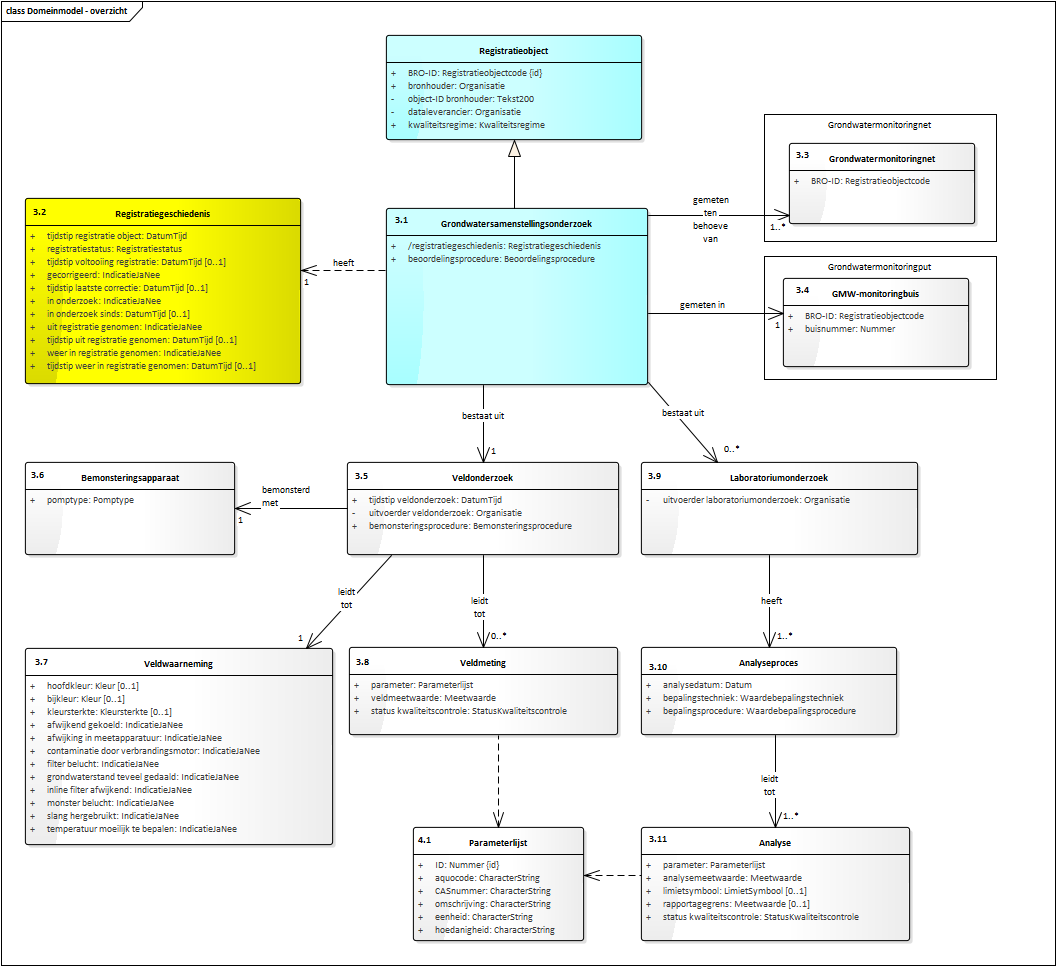 class Domeinmodel - overzicht
Registratieobject
+ BRO-ID: Registratieobjectcode {id}
+ bronhouder: Organisatie
- object-ID bronhouder: Tekst200
- dataleverancier: Organisatie
+ kwaliteitsregime: Kwaliteitsregime
Grondwatermonitoringnet
3.3 Grondwatermonitoringnet
+ BRO-ID: Registratieobjectcode
3.2 Registratiegeschiedenis
+ tijdstip registratie object: DatumTijd
+ registratiestatus: Registratiestatus
+ tijdstip voltooiing registratie: DatumTijd [0..1]
+ gecorrigeerd: IndicatieJaNee
+ tijdstip laatste correctie: DatumTijd [0..1]
+ in onderzoek: IndicatieJaNee
+ in onderzoek sinds: DatumTijd [0..1]
+ uit registratie genomen: IndicatieJaNee
+ tijdstip uit registratie genomen: DatumTijd [0..1]
+ weer in registratie genomen: IndicatieJaNee
+ tijdstip weer in registratie genomen: DatumTijd [0..1]
heeft
1
3.1 Grondwatersamenstellingsonderzoek
+ /registratiegeschiedenis: Registratiegeschiedenis
+ beoordelingsprocedure: Beoordelingsprocedure
gemeten
ten
behoeve
van
1..*
Grondwatermonitoringput
3.4 GMW-monitoringbuis
+ BRO-ID: Registratieobjectcode
+ buisnummer: Nummer
gemeten in
1
bestaat uit
1
bestaat uit
0..*
3.6 Bemonsteringsapparaat
+ pomptype: Pomptype
bemonsterd
met
1
3.5 Veldonderzoek
+ tijdstip veldonderzoek: DatumTijd
- uitvoerder veldonderzoek: Organisatie
+ bemonsteringsprocedure: Bemonsteringsprocedure
3.9 Laboratoriumonderzoek
- uitvoerder laboratoriumonderzoek: Organisatie
leidt
tot
1
leidt
tot
0..*
heeft
1..*
3.7 Veldwaarneming
+ hoofdkleur: Kleur [0..1]
+ bijkleur: Kleur [0..1]
+ kleursterkte: Kleursterkte [0..1]
+ afwijkend gekoeld: IndicatieJaNee
+ afwijking in meetapparatuur: IndicatieJaNee
+ contaminatie door verbrandingsmotor: IndicatieJaNee
+ filter belucht: IndicatieJaNee
+ grondwaterstand teveel gedaald: IndicatieJaNee
+ inline filter afwijkend: IndicatieJaNee
+ monster belucht: IndicatieJaNee
+ slang hergebruikt: IndicatieJaNee
+ temperatuur moeilijk te bepalen: IndicatieJaNee
3.8 Veldmeting
+ parameter: Parameterlijst
+ veldmeetwaarde: Meetwaarde
+ status kwaliteitscontrole: StatusKwaliteitscontrole
3.10 Analyseproces
+ analysedatum: Datum
+ bepalingstechniek: Waardebepalingstechniek
+ bepalingsprocedure: Waardebepalingsprocedure
leidt
tot
1..*
4.1 Parameterlijst
+ ID: Nummer {id}
+ aquocode: CharacterString
+ CASnummer: CharacterString
+ omschrijving: CharacterString
+ eenheid: CharacterString
+ hoedanigheid: CharacterString
3.11 Analyse
+ parameter: Parameterlijst
+ analysemeetwaarde: Meetwaarde
+ limietsymbool: LimietSymbool [0..1]
+ rapportagegrens: Meetwaarde [0..1]
+ status kwaliteitscontrole: StatusKwaliteitscontrole